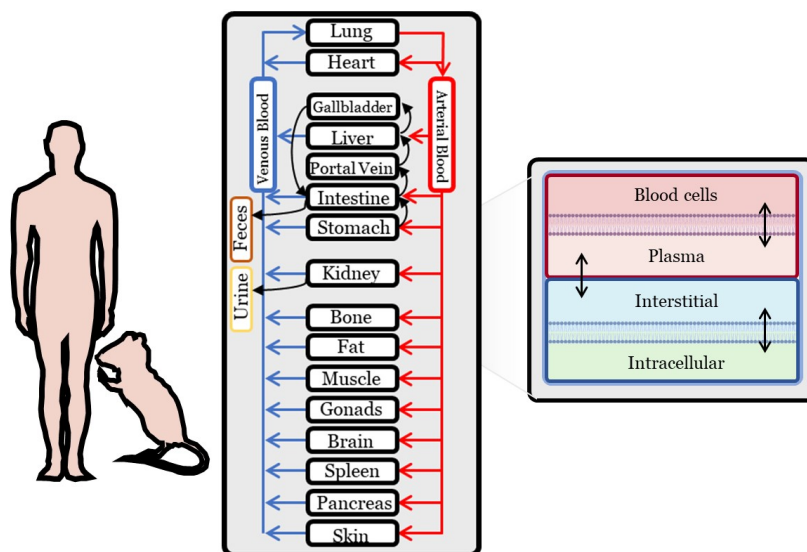 Lung
Heart
Venous Blood
Arterial Blood
Gallbladder
Liver
Portal Vein
Intestine
Stomach
Feces
Urine
Kidney
Bone
Fat
Muscle
Gonads
Brain
Spleen
Pancreas
Skin
Blood cells
Plasma
Interstitial
Intracellular